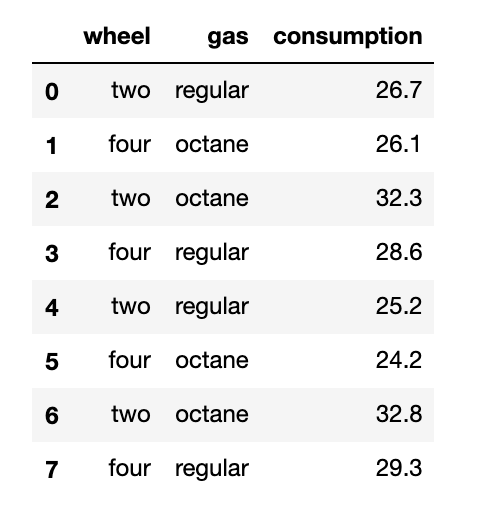 wheel gas consumption
0 two regular 26.7
1 four octane 26.1
2 two octane 32.3
3 four regular 28.6
4 two regular 25.2
5 four octane 24.2
6 two octane 32.8
7 four regular 29.3